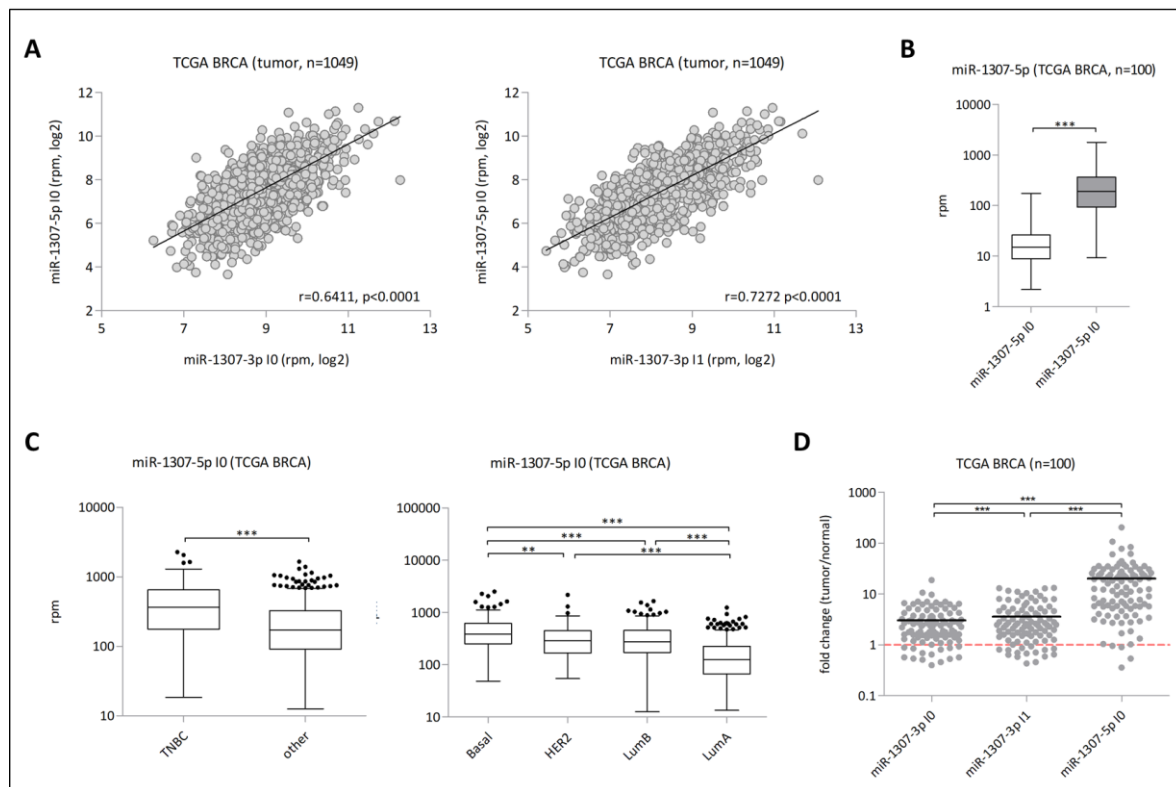 A
TCGA BRCA (tumor, n=1049)
12
10
8
6
4
2
miR-1307-5p I0 (rpm, log2)
r=0.6411, p<0.0001
5
7
9
11
13
miR-1307-3p I0 (rpm, log2)
TCGA BRCA (tumor, n=1049)
12
10
8
6
4
2
miR-1307-5p I0 (rpm, log2)
r=0.7272 p<0.0001
5
7
9
11
13
miR-1307-3p I1 (rpm, log2)
B
miR-1307-5p (TCGA BRCA, n=100)
10000
1000
100
10
1
rpm
***
miR-1307-5p I0
miR-1307-5p I0
C
miR-1307-5p I0 (TCGA BRCA)
10000
1000
100
10
rpm
***
TNBC
other
miR-1307-5p I0 (TCGA BRCA)
100000
10000
1000
100
10
***
***
***
**
***
Basal
HER2
LumB
LumA
D
TCGA BRCA (n=100)
1000
100
10
1
0.1
fold change (tumor/normal)
***
***
***
miR-1307-3p I0
miR-1307-3p I1
miR-1307-5p I0